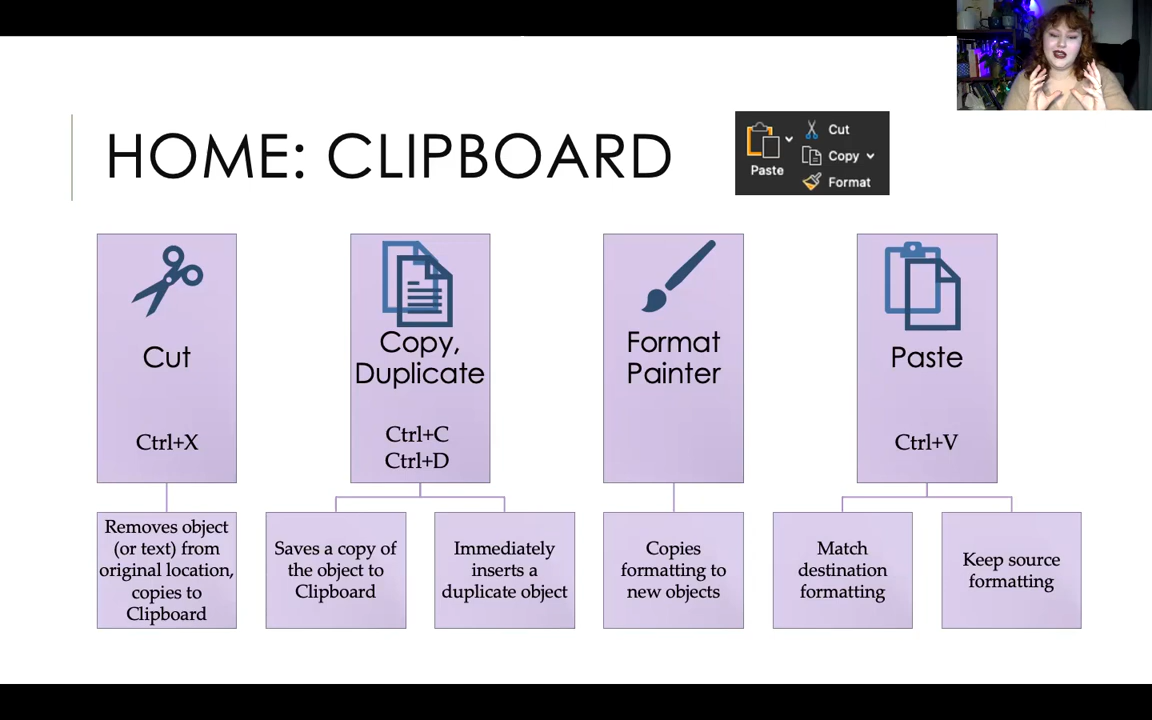 HOME: CLIPBOARD
Paste
Cut
Copy
Format
Cut
Ctrl+X
Copy,
Duplicate
Ctrl+C
Ctrl+D
Format
Painter
Paste
Ctrl+V
Removes object
(or text) from
original location,
copies to
Clipboard
Saves a copy of
the object to
Clipboard
Immediately
inserts a
duplicate object
Copies
formatting to
new objects
Match
destination
formatting
Keep source
formatting